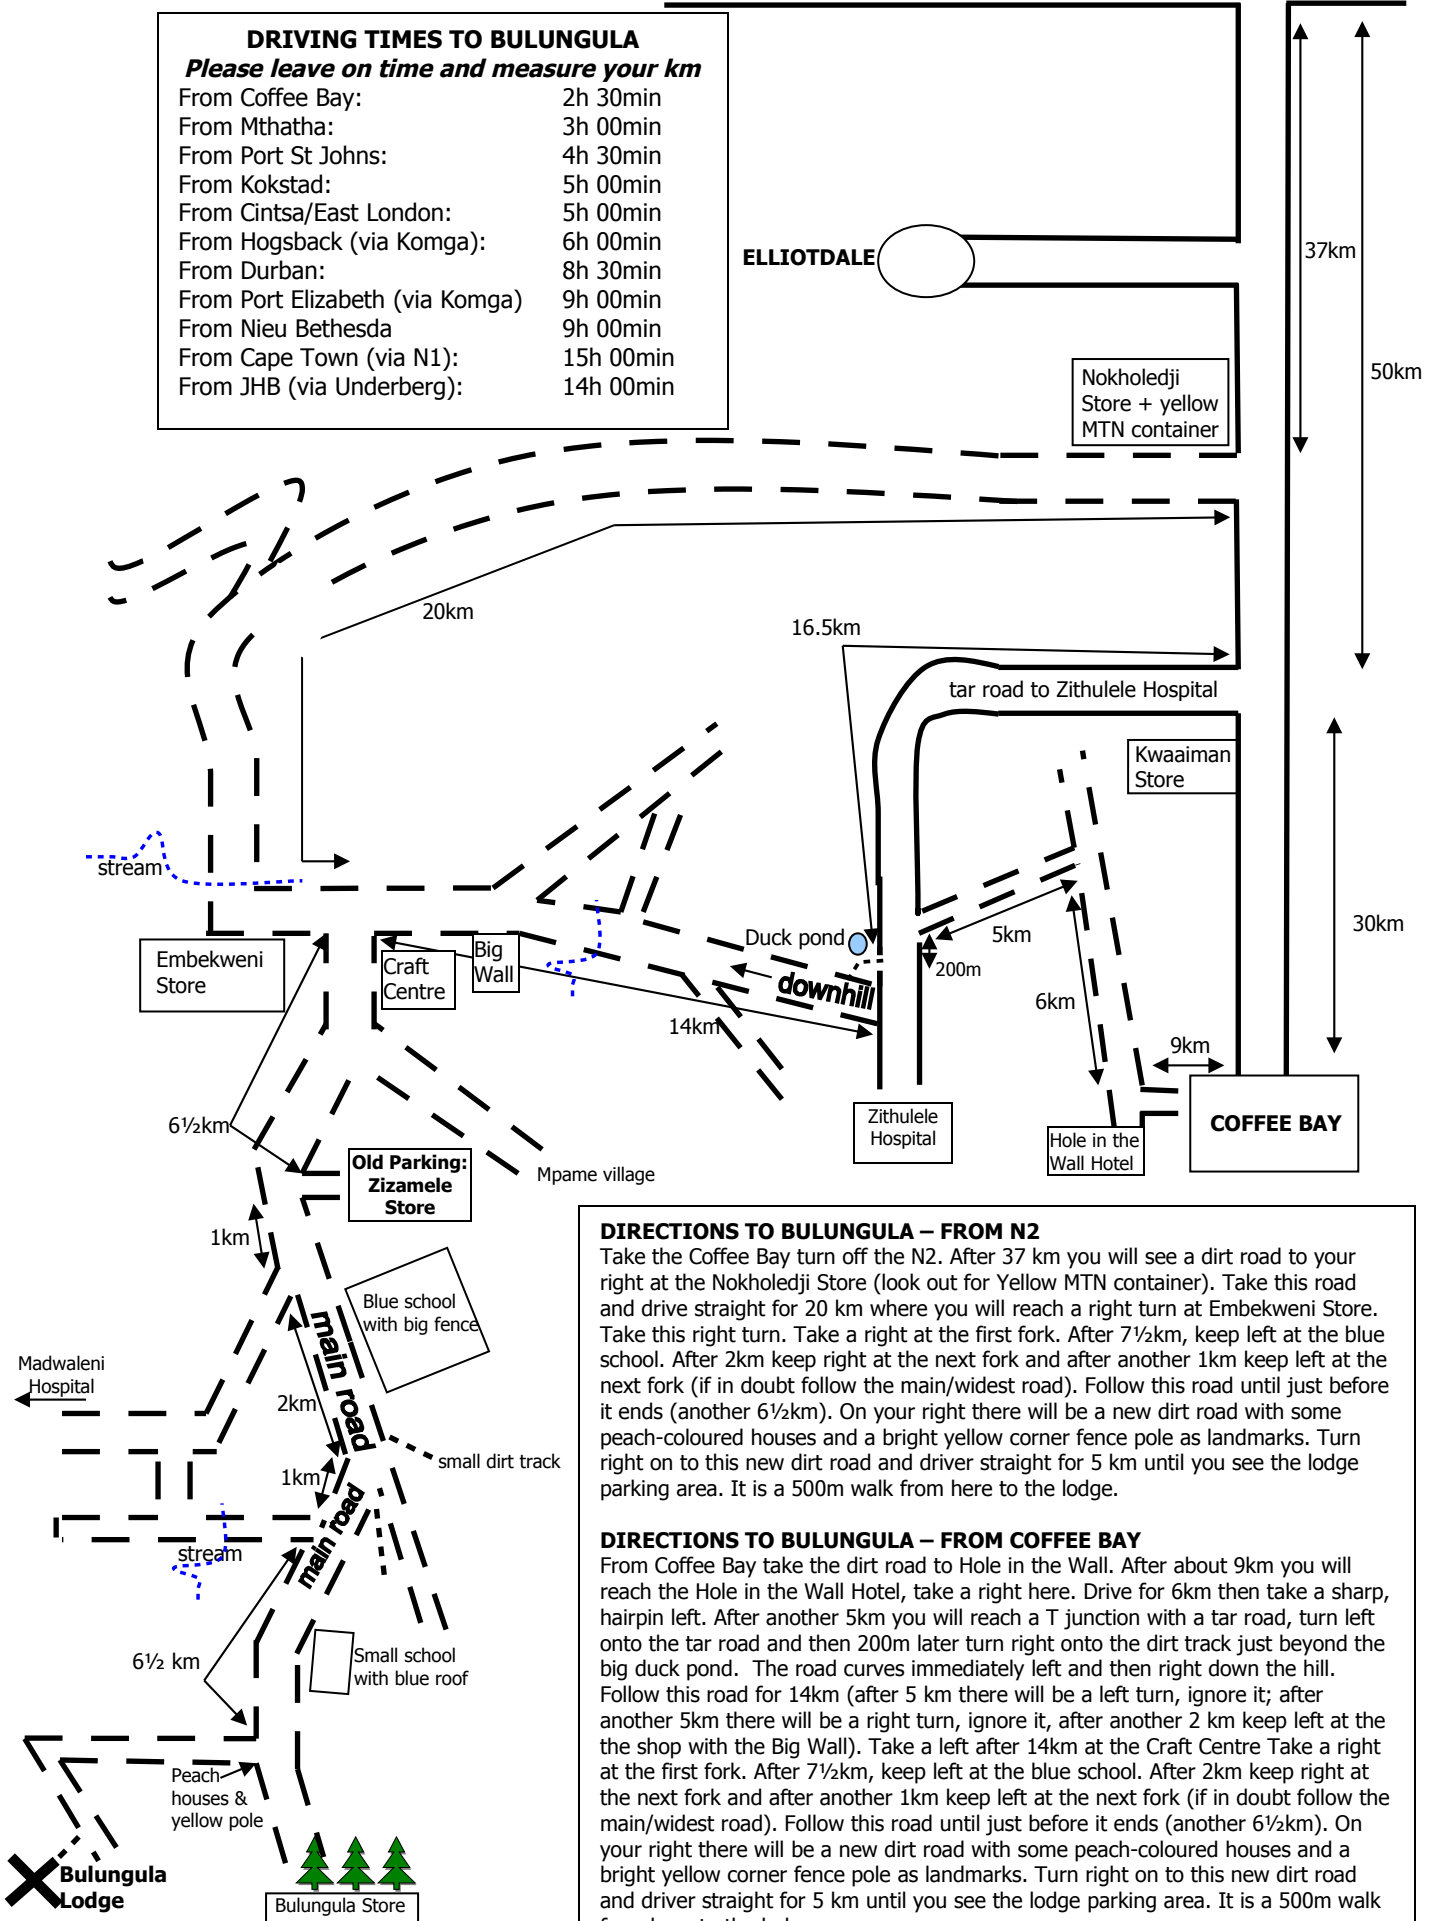 DRIVING TIMES TO BULUNGULA
Please leave on time and measure your km
From Coffee Bay: 2h 30min
From Mthatha: 3h 00min
From Port St Johns: 4h 30min
From Kokstad: 5h 00min
From Cintsa/East London: 5h 00min
From Hogsback (via Komga): 6h 00min
From Durban: 8h 30min
From Port Elizabeth (via Komga) 9h 00min
From Nieu Bethesda 9h 00min
From Cape Town (via N1): 15h 00min
From JHB (via Underberg): 14h 00min
ELLIOTDALE
37km
50km
Nokholedji
Store + yellow
MTN container
20km
16.5km
tar road to Zithulele Hospital
Kwaaiman
Store
stream
Embekweni
Store
Craft
Centre
Big
Wall
Duck pond
downhill
200m
5km
30km
6km
14km
9km
6½km
Zithulele
Hospital
Hole in the
Wall Hotel
COFFEE BAY
Old Parking:
Zizamele
Store
Mpame village
1km
Blue school
with big fence
main road
Madwaleni
Hospital
2km
small dirt track
1km
main road
stream
Small school
with blue roof
6½ km
Peach
houses &
yellow pole
Bulungula
Lodge
Bulungula Store
DIRECTIONS TO BULUNGULA – FROM N2
Take the Coffee Bay turn off the N2. After 37 km you will see a dirt road to your
right at the Nokholedji Store (look out for Yellow MTN container). Take this road
and drive straight for 20 km where you will reach a right turn at Embekweni Store.
Take this right turn. Take a right at the first fork. After 7½km, keep left at the blue
school. After 2km keep right at the next fork and after another 1km keep left at the
next fork (if in doubt follow the main/widest road). Follow this road until just before
it ends (another 6½km). On your right there will be a new dirt road with some
peach-coloured houses and a bright yellow corner fence pole as landmarks. Turn
right on to this new dirt road and driver straight for 5 km until you see the lodge
parking area. It is a 500m walk from here to the lodge.
DIRECTIONS TO BULUNGULA – FROM COFFEE BAY
From Coffee Bay take the dirt road to Hole in the Wall. After about 9km you will
reach the Hole in the Wall Hotel, take a right here. Drive for 6km then take a sharp,
hairpin left. After another 5km you will reach a T junction with a tar road, turn left
onto the tar road and then 200m later turn right onto the dirt track just beyond the
big duck pond. The road curves immediately left and then right down the hill.
Follow this road for 14km (after 5 km there will be a left turn, ignore it; after
another 5km there will be a right turn, ignore it, after another 2 km keep left at the
the shop with the Big Wall). Take a left after 14km at the Craft Centre Take a right
at the first fork. After 7½km, keep left at the blue school. After 2km keep right at
the next fork and after another 1km keep left at the next fork (if in doubt follow the
main/widest road). Follow this road until just before it ends (another 6½km). On
your right there will be a new dirt road with some peach-coloured houses and a
bright yellow corner fence pole as landmarks. Turn right on to this new dirt road
and driver straight for 5 km until you see the lodge parking area. It is a 500m walk